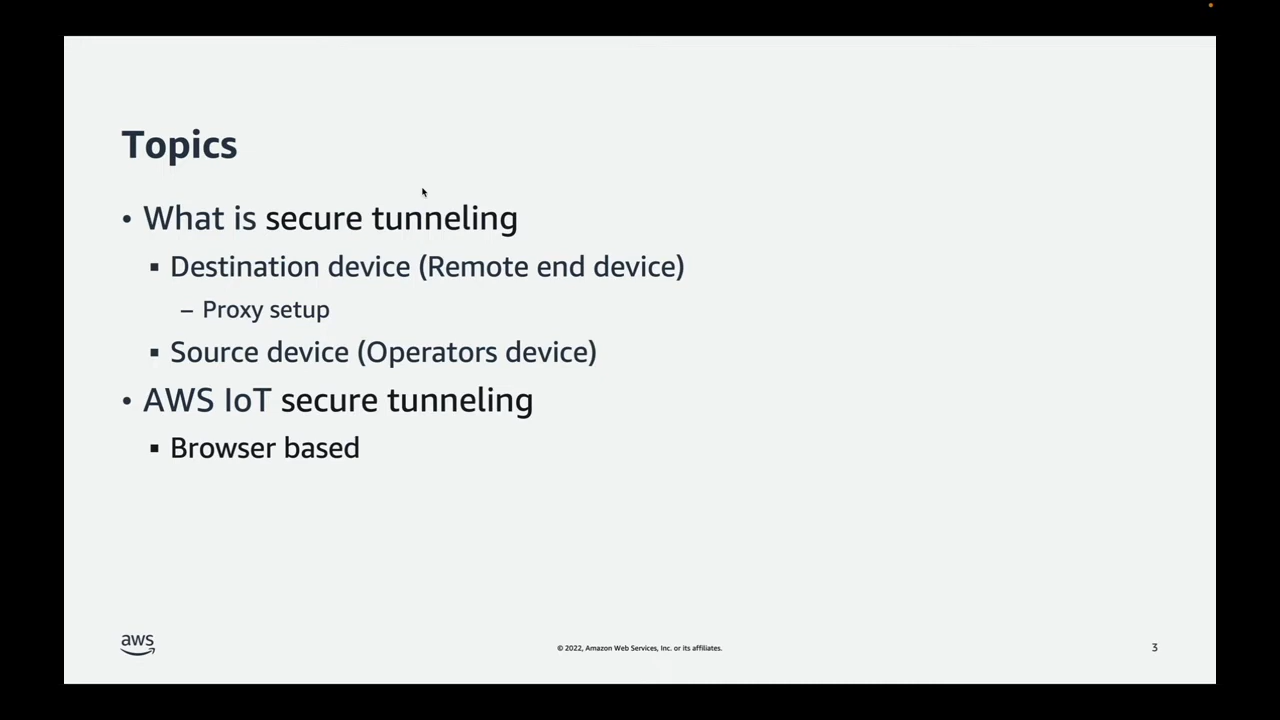 Topics
• What is secure tunneling
▪ Destination device (Remote end device)
– Proxy setup
▪ Source device (Operators device)
• AWS IoT secure tunneling
▪ Browser based
aws
© 2022, Amazon Web Services, Inc. or its affiliates.
3